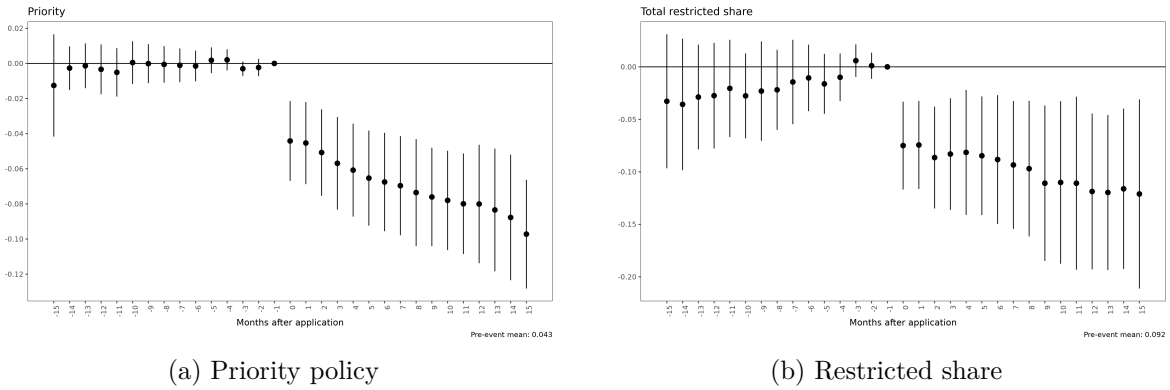 Priority
0.02
0.00
-0.02
-0.04
-0.06
-0.08
-0.10
-0.12
-15 -14 -13 -12 -11 -10 -9 -8 -7 -6 -5 -4 -3 -2 -1 0 1 2 3 4 5 6 7 8 9 10 11 12 13 14 15
Months after application
Pre-event mean: 0.043
(a) Priority policy
Total restricted share
0.00
-0.05
-0.10
-0.15
-0.20
-15 -14 -13 -12 -11 -10 -9 -8 -7 -6 -5 -4 -3 -2 -1 0 1 2 3 4 5 6 7 8 9 10 11 12 13 14 15
Months after application
Pre-event mean: 0.092
(b) Restricted share